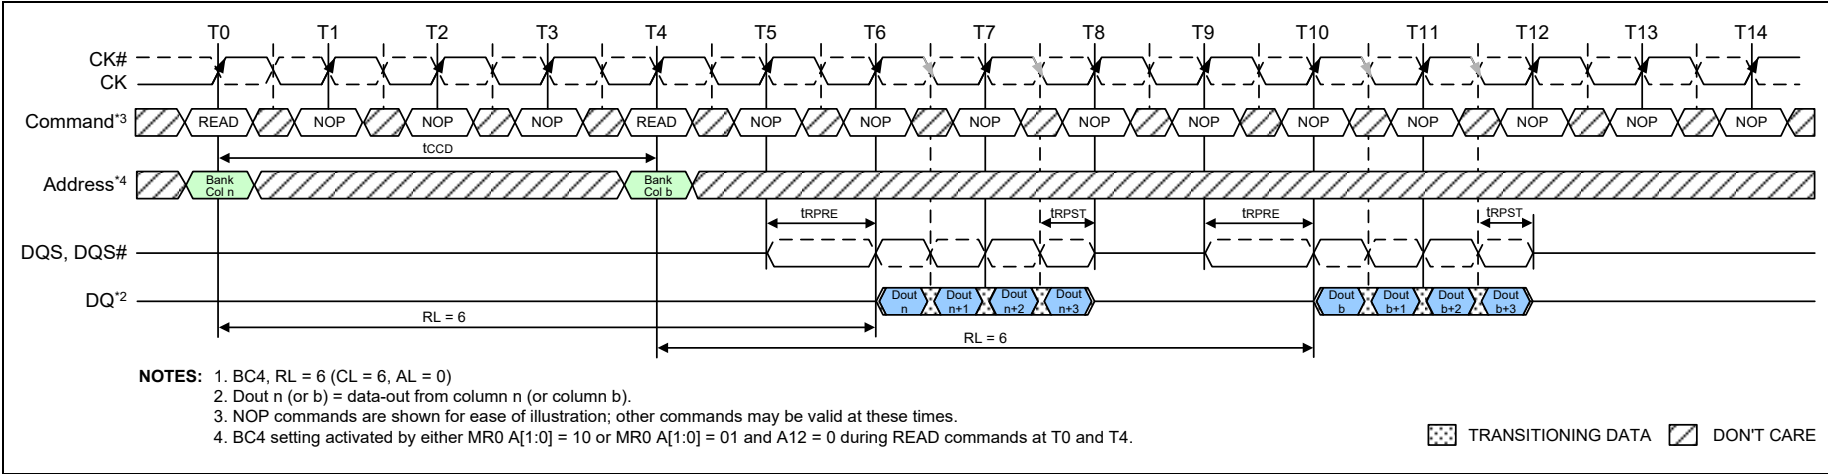 T0 T1 T2 T3 T4 T5 T6 T7 T8 T9 T10 T11 T12 T13 T14
CK#
CK
Command*3 READ NOP NOP NOP READ NOP NOP NOP NOP NOP NOP NOP NOP NOP NOP
tCCD
Address*4 Bank Col n Bank Col b
tRPRE tRPST tRPRE tRPST
DQS, DQS#
DQ*2 Dout n Dout n+1 Dout n+2 Dout n+3 Dout b Dout b+1 Dout b+2 Dout b+3
RL = 6
RL = 6
NOTES: 1. BC4, RL = 6 (CL = 6, AL = 0)
2. Dout n (or b) = data-out from column n (or column b).
3. NOP commands are shown for ease of illustration; other commands may be valid at these times.
4. BC4 setting activated by either MR0 A[1:0] = 10 or MR0 A[1:0] = 01 and A12 = 0 during READ commands at T0 and T4.
TRANSITIONING DATA DON'T CARE